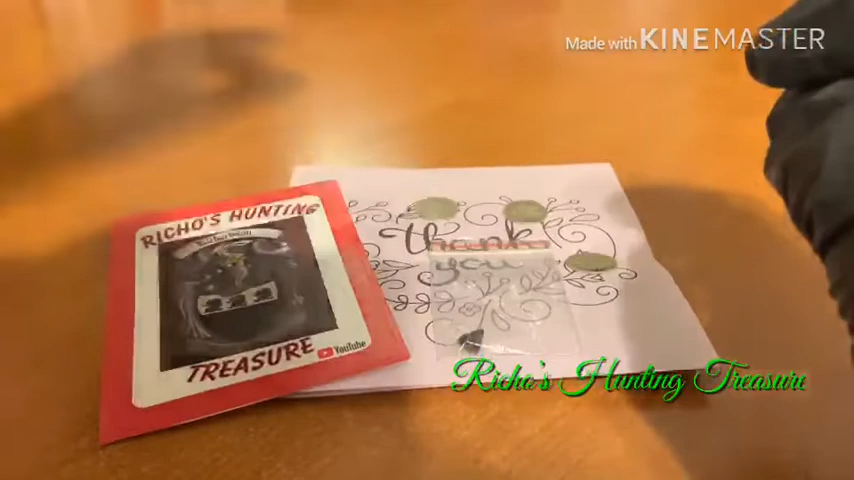 Made with KINEMASTER
RICHO'S HUNTING
TREASURE
YouTube
Thank
you
Richo's Hunting Treasure